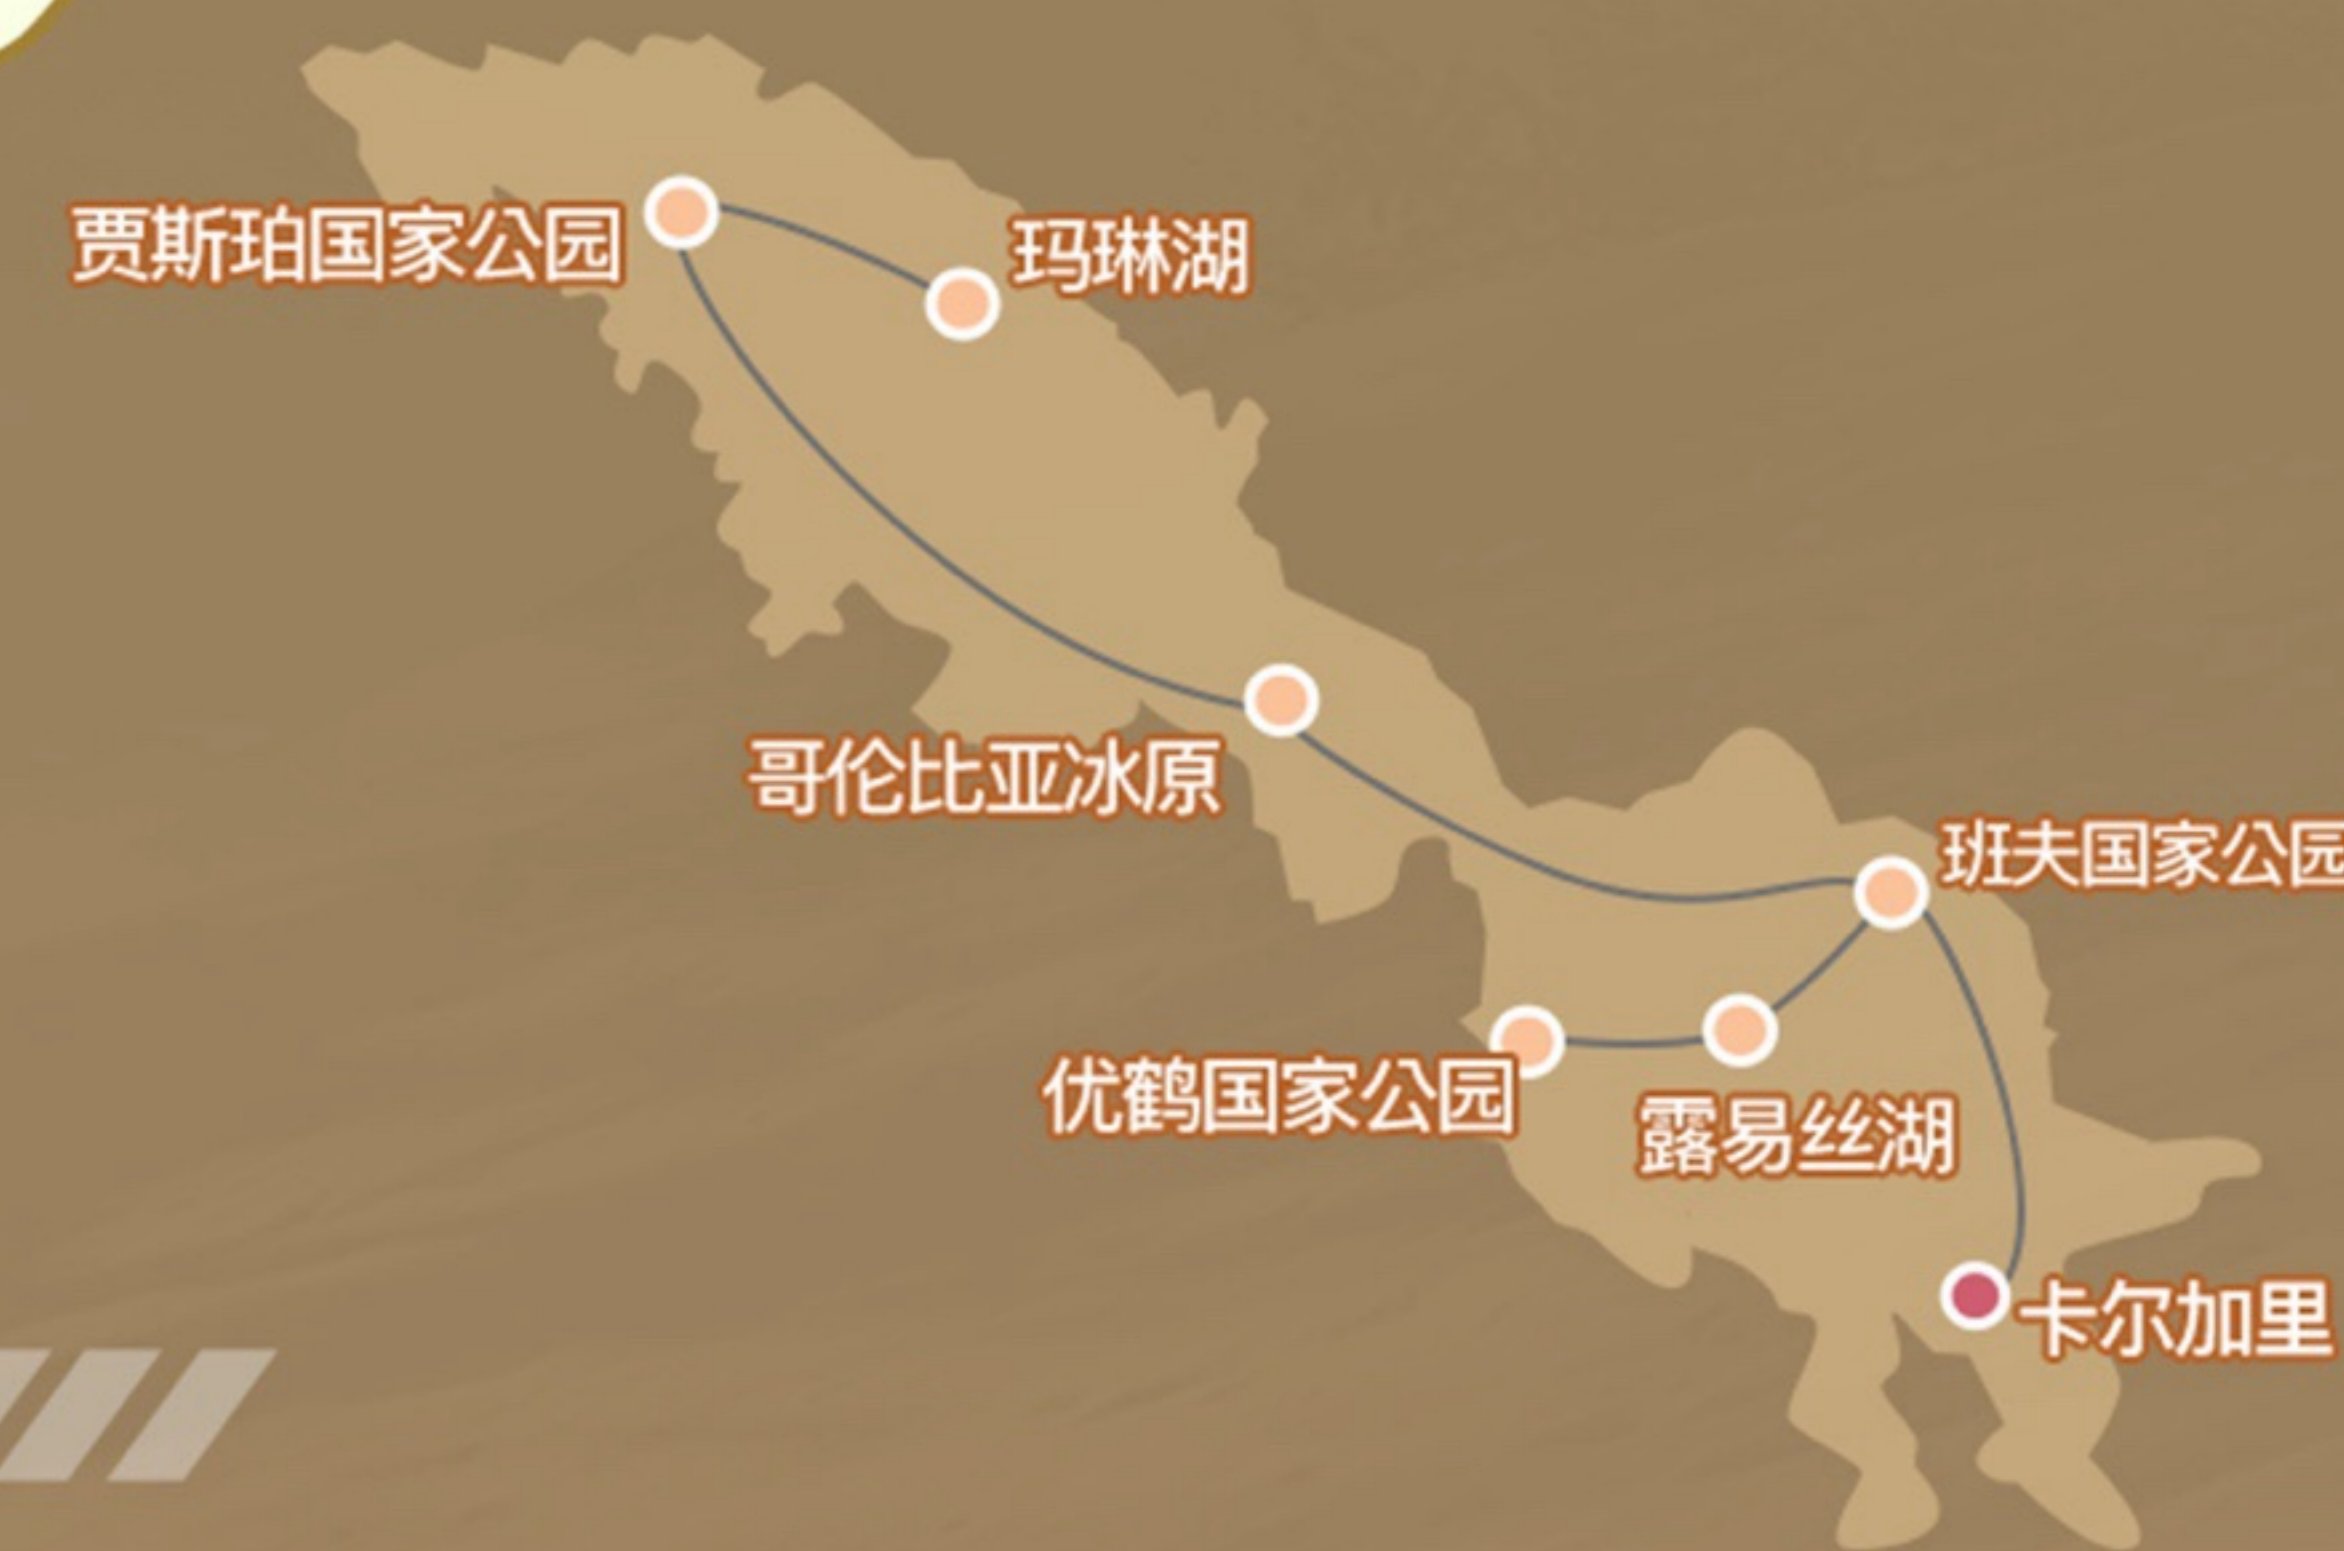 贾斯珀国家公园
玛琳湖
哥伦比亚冰原
班夫国家公园
优鹤国家公园
露易丝湖
卡尔加里